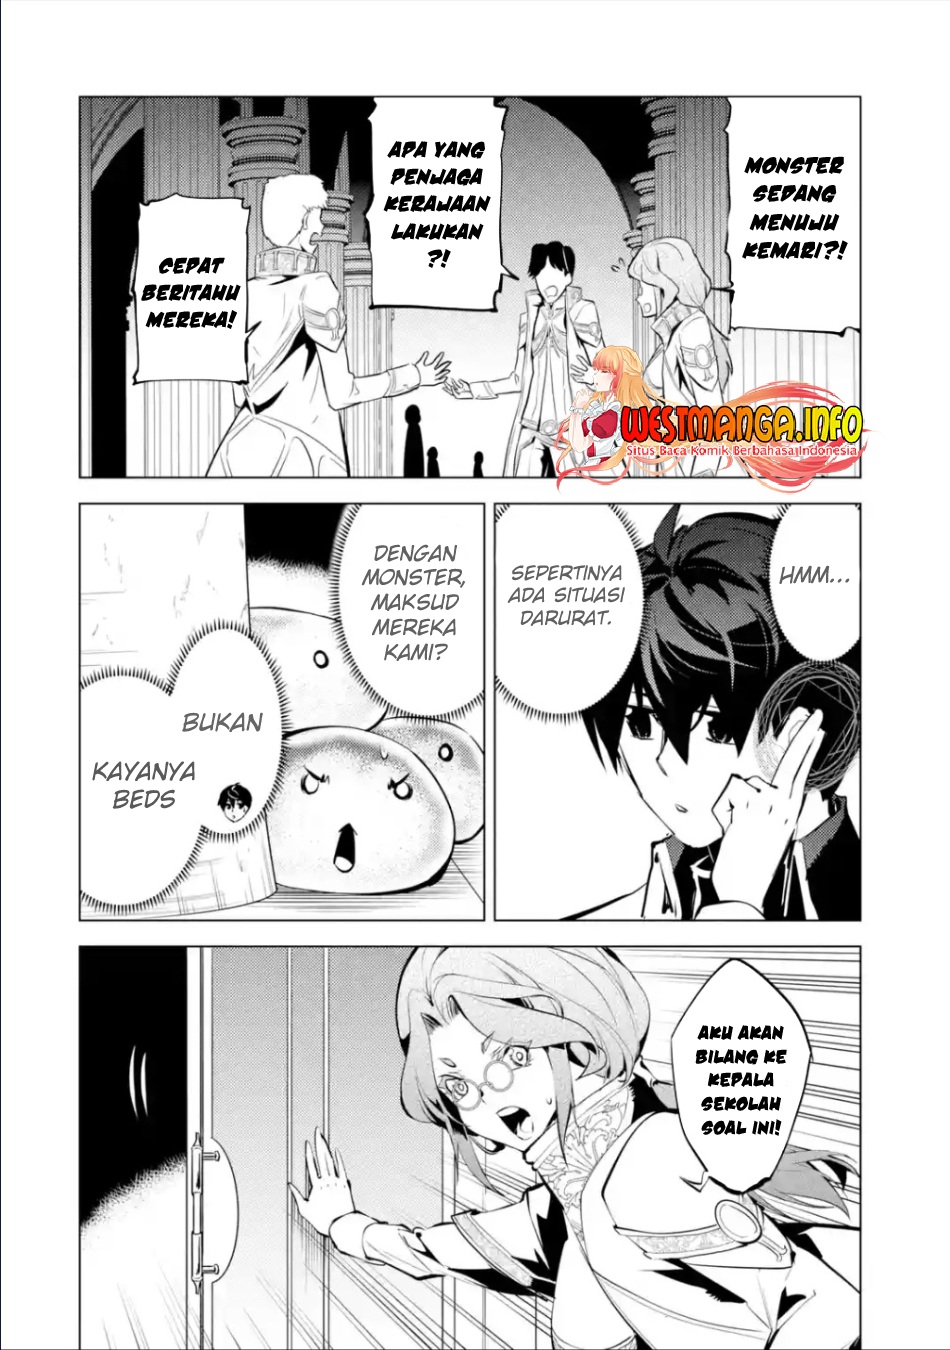 MONSTER
SEDANG
MENUJU
KEMARI?!
APA YANG
PENJAGA
KERAJAAN
LAKUKAN
?!
CEPAT
BERITAHU
MEREKA!
WESTMANGA.INFO
Situs Baca Komik Berbahasa Indonesia
HMM...
SEPERTINYA
ADA SITUASI
DARURAT.
DENGAN
MONSTER,
MAKSUD
MEREKA
KAMI?
BUKAN
KAYANYA
BEDS
AKU AKAN
BILANG KE
KEPALA
SEKOLAH
SOAL INI!